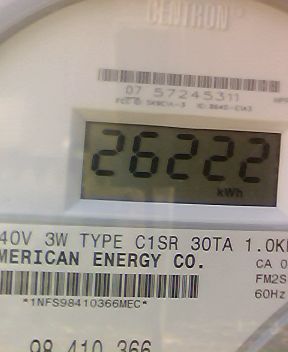 CENTRON
07 57245311
26222
kWh
40V 3W TYPE C1SR 30TA 1.0K
MERICAN ENERGY CO.
CA 0
FM2S
60Hz
*1NFS98410366MEC*
98 410 366